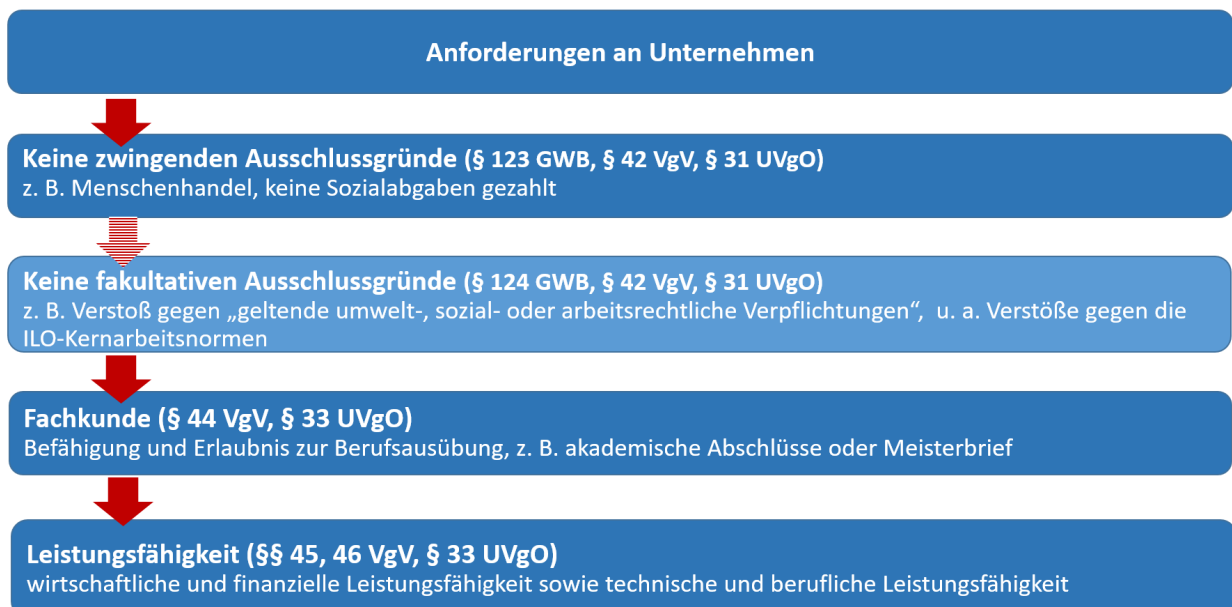 Anforderungen an Unternehmen
Keine zwingenden Ausschlussgründe (§ 123 GWB, § 42 VgV, § 31 UVgO)
z. B. Menschenhandel, keine Sozialabgaben gezahlt
Keine fakultativen Ausschlussgründe (§ 124 GWB, § 42 VgV, § 31 UVgO)
z. B. Verstoß gegen „geltende umwelt-, sozial- oder arbeitsrechtliche Verpflichtungen“, u. a. Verstöße gegen die
ILO-Kernarbeitsnormen
Fachkunde (§ 44 VgV, § 33 UVgO)
Befähigung und Erlaubnis zur Berufsausübung, z. B. akademische Abschlüsse oder Meisterbrief
Leistungsfähigkeit (§§ 45, 46 VgV, § 33 UVgO)
wirtschaftliche und finanzielle Leistungsfähigkeit sowie technische und berufliche Leistungsfähigkeit